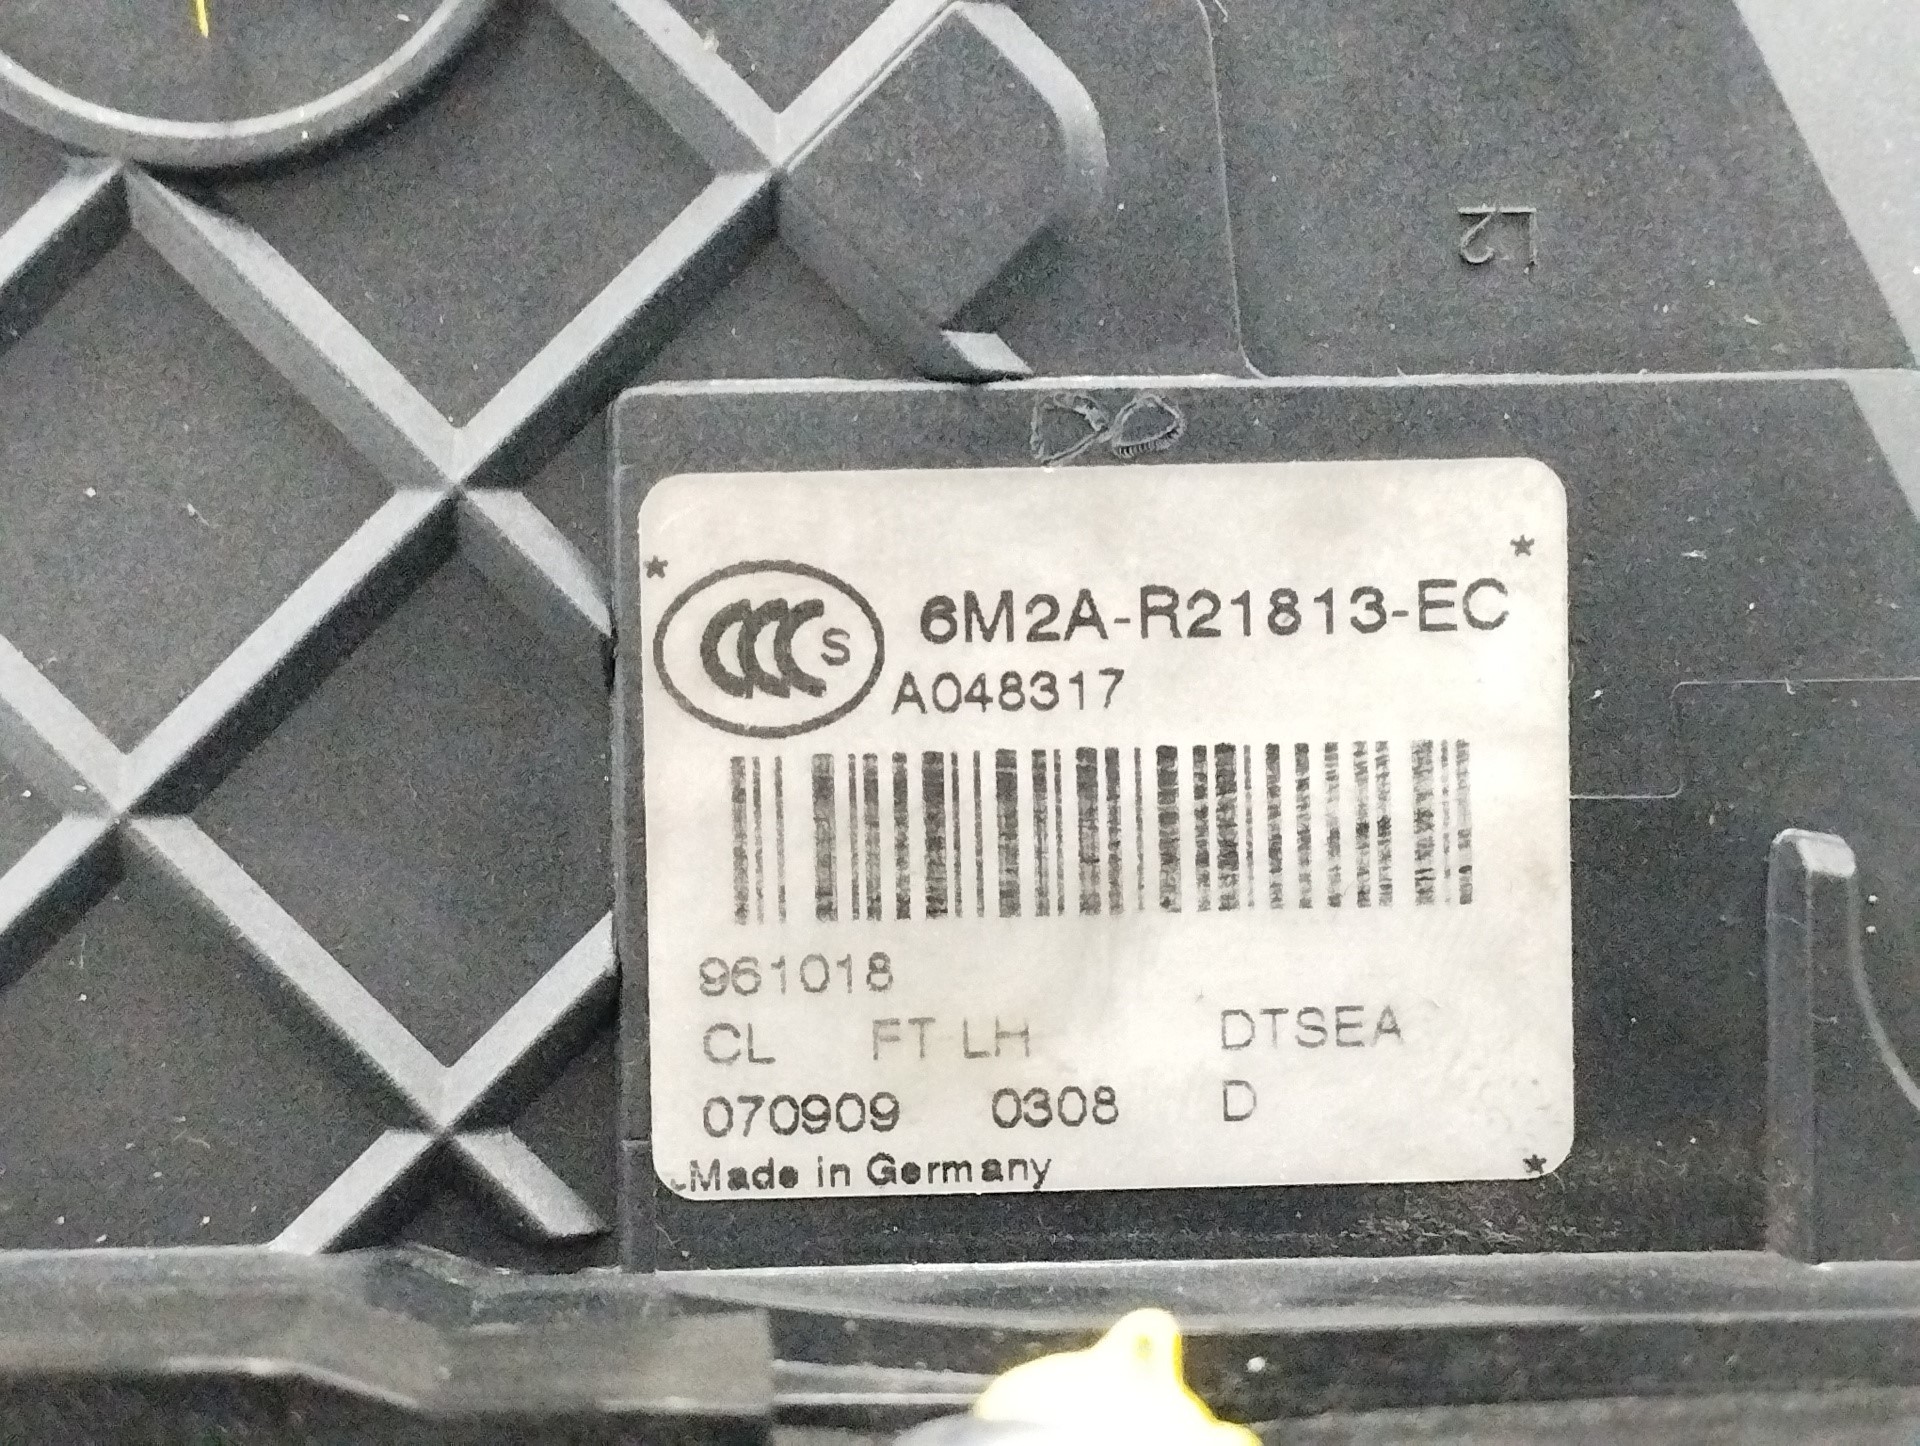 L2
CCC S
6M2A-R21813-EC
A048317
961018
CL FT LH DTSEA
070909 0308 D
Made in Germany